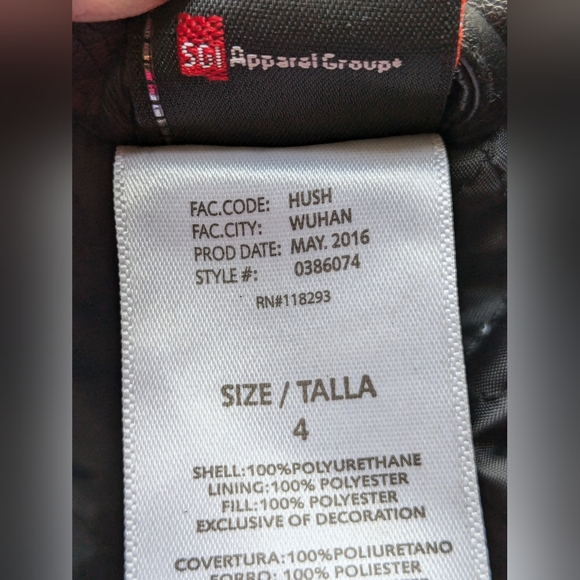 SGI Apparel Group+
FAC.CODE: HUSH
FAC.CITY: WUHAN
PROD DATE: MAY. 2016
STYLE #: 0386074
RN#118293
SIZE / TALLA
4
SHELL:100%POLYURETHANE
LINING:100% POLYESTER
FILL:100% POLYESTER
EXCLUSIVE OF DECORATION
COVERTURA:100%POLIURETANO
FORRO: 100% POLIESTER